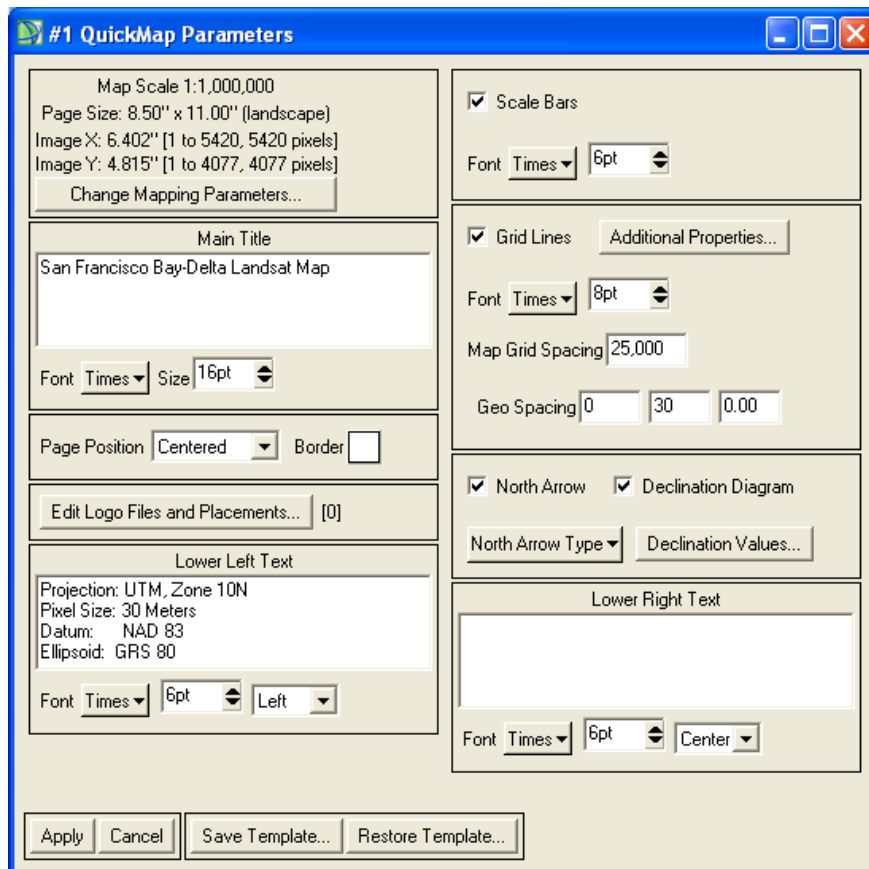 #1 QuickMap Parameters
Map Scale 1:1,000,000
Page Size: 8.50" x 11.00" (landscape)
Image X: 6.402" [1 to 5420, 5420 pixels]
Image Y: 4.815" [1 to 4077, 4077 pixels]
Change Mapping Parameters...
Main Title
San Francisco Bay-Delta Landsat Map
Font Times Size 16pt
Page Position Centered Border
Edit Logo Files and Placements... [0]
Lower Left Text
Projection: UTM, Zone 10N
Pixel Size: 30 Meters
Datum: NAD 83
Ellipsoid: GRS 80
Font Times 6pt Left
Scale Bars
Font Times 6pt
Grid Lines Additional Properties...
Font Times 8pt
Map Grid Spacing 25,000
Geo Spacing 0 30 0.00
North Arrow Declination Diagram
North Arrow Type Declination Values...
Lower Right Text
Font Times 6pt Center
Apply Cancel Save Template... Restore Template...